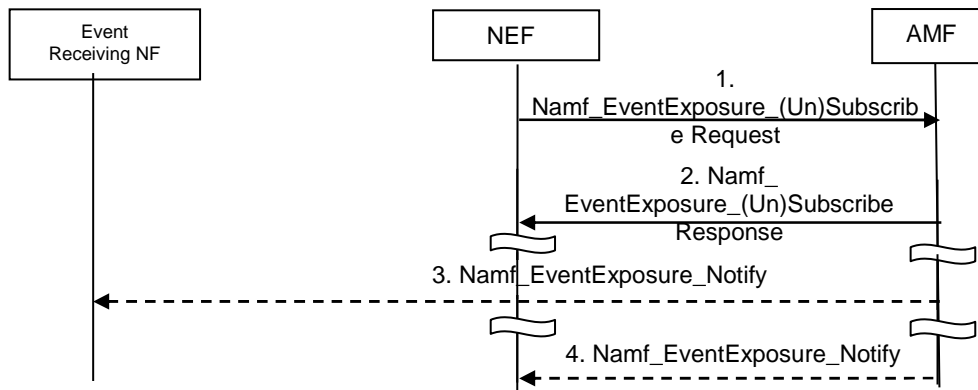 Event
Receiving NF
NEF
AMF
1.
Namf_EventExposure_(Un)Subscrib
e Request
2. Namf_
EventExposure_(Un)Subscribe
Response
3. Namf_EventExposure_Notify
4. Namf_EventExposure_Notify